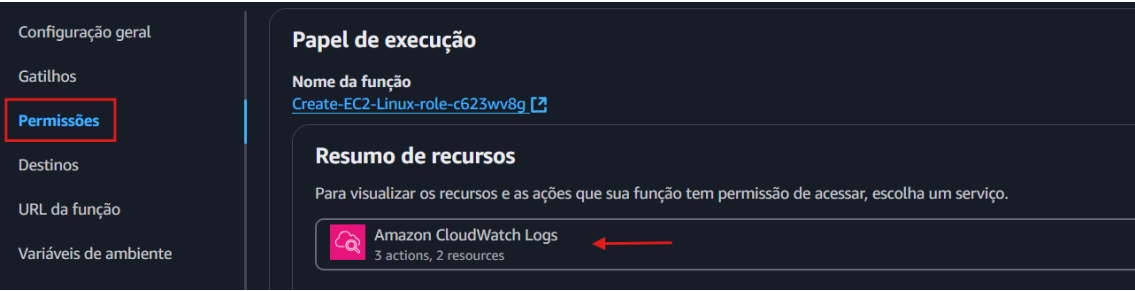 Configuração geral
Gatilhos
Permissões
Destinos
URL da função
Variáveis de ambiente
Papel de execução
Nome da função
Create-EC2-Linux-role-c623wv8g
Resumo de recursos
Para visualizar os recursos e as ações que sua função tem permissão de acessar, escolha um serviço.
Amazon CloudWatch Logs
3 actions, 2 resources